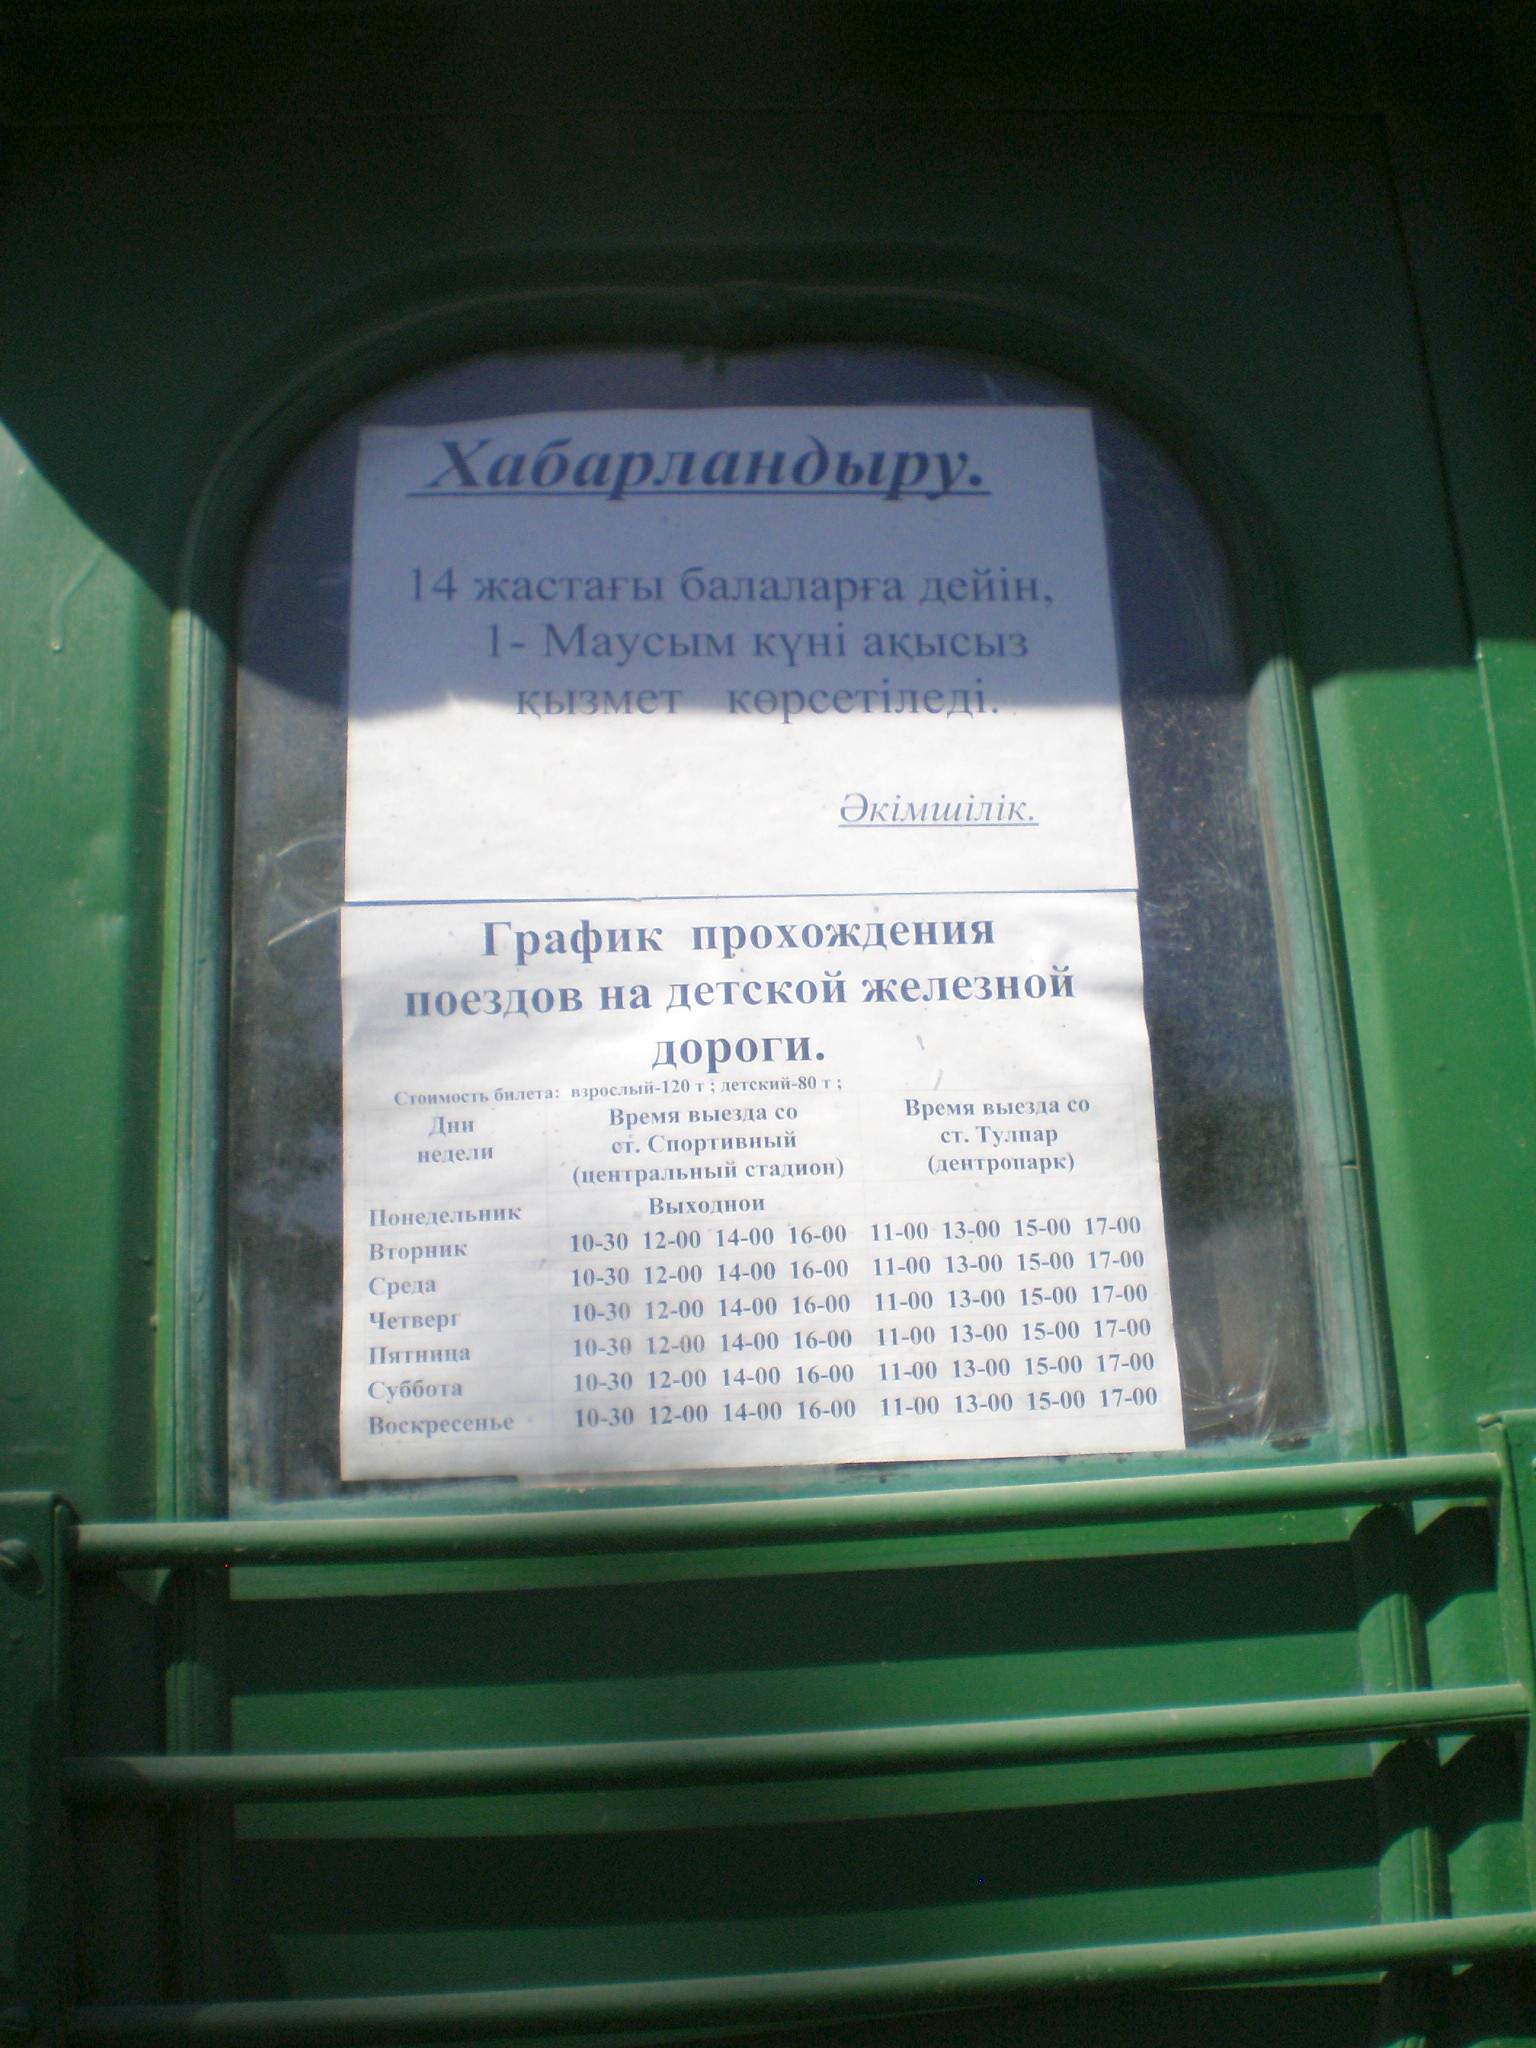 Хабарландыру.
14 жастағы балаларға дейін,
1- Маусым күні ақысыз
қызмет көрсетіледі.
Әкімшілік.
График прохождения
поездов на детской железной
дороги.
Стоимость билета: взрослый-120 т ; детский-80 т ;
Дни недели Время выезда со ст. Спортивный (центральный стадион) Время выезда со ст. Тулпар (дентропарк)
Понедельник Выходнои
Вторник 10-30 12-00 14-00 16-00 11-00 13-00 15-00 17-00
Среда 10-30 12-00 14-00 16-00 11-00 13-00 15-00 17-00
Четверг 10-30 12-00 14-00 16-00 11-00 13-00 15-00 17-00
Пятница 10-30 12-00 14-00 16-00 11-00 13-00 15-00 17-00
Суббота 10-30 12-00 14-00 16-00 11-00 13-00 15-00 17-00
Воскресенье 10-30 12-00 14-00 16-00 11-00 13-00 15-00 17-00